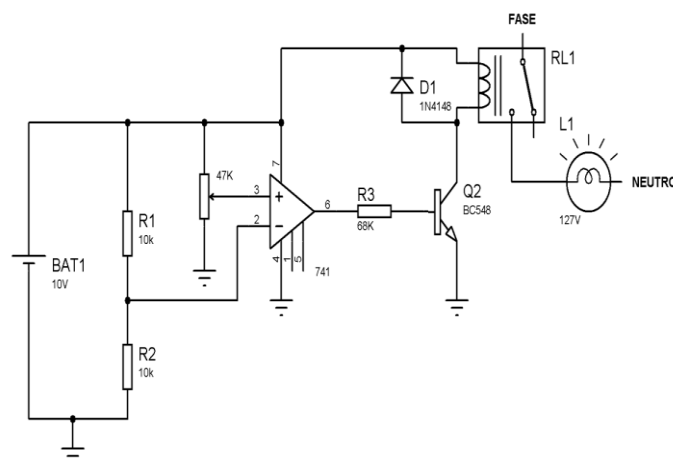 FASE
RL1
D1
1N4148
L1
7
47K
3
2
6
R3
68K
Q2
BC548
NEUTRO
127V
R1
10k
4
1
5
741
BAT1
10V
R2
10k